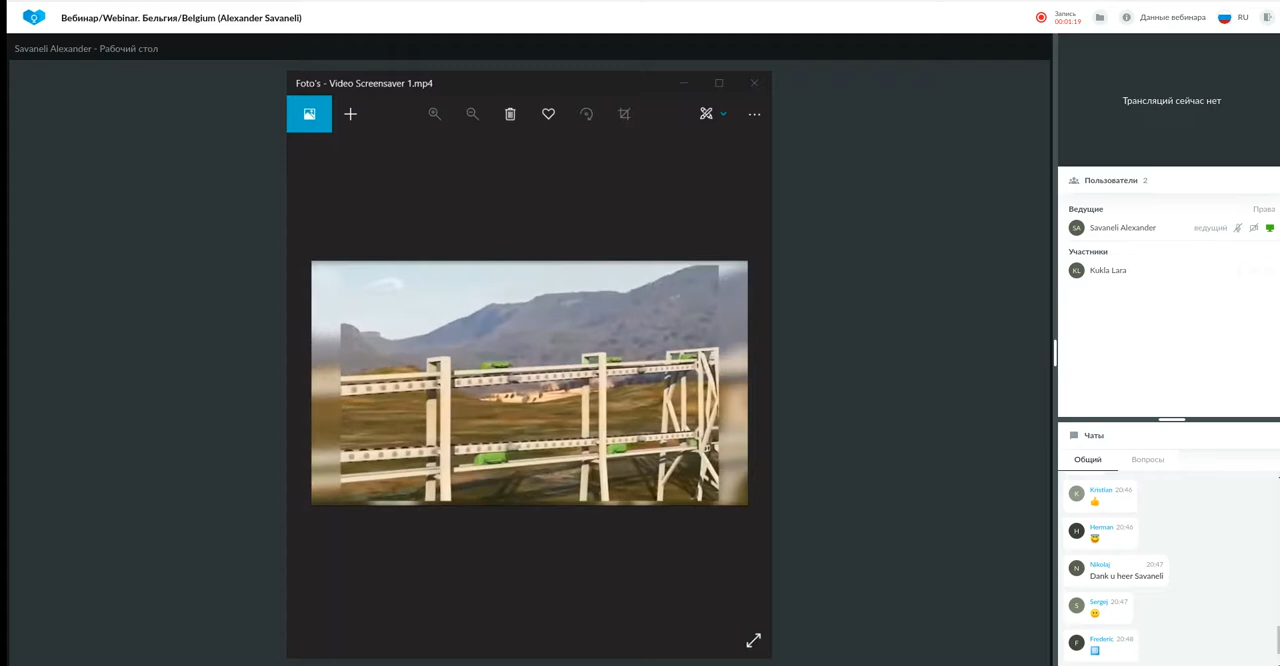 Вебинар/Webinar. Бельгия/Belgium (Alexander Savaneli)
Запись
00:01:19
Данные вебинара
RU
Savaneli Alexander - Рабочий стол
Foto's - Video Screensaver 1.mp4
Трансляций сейчас нет
Пользователи 2
Ведущие Права
SA Savaneli Alexander ведущий
Участники
KL Kukla Lara
Чаты
Общий Вопросы
K Kristian 20:46
👍
H Herman 20:46
😇
N Nikolaj 20:47
Dank u heer Savaneli
S Sergej 20:47
🙂
F Frederic 20:48